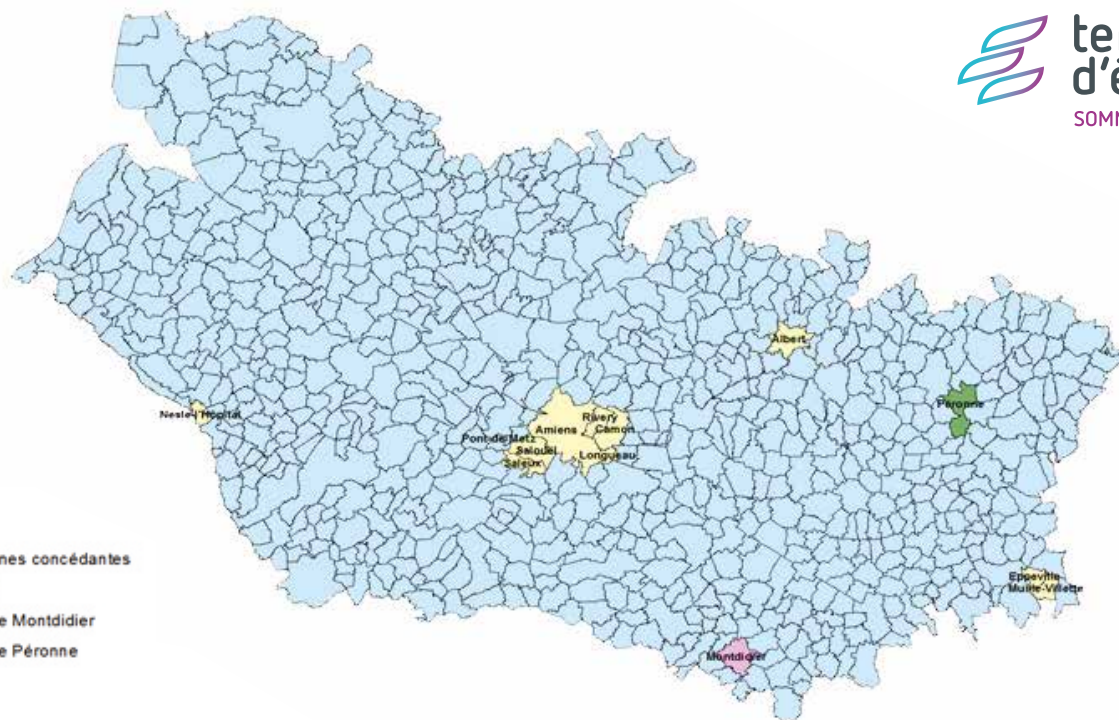 te
d'é
SOMM
Albert
Péronne
Nesle-l'Hôpital
Rivery
Amiens
Camon
Pont-de-Metz
Salouël
Longueau
Saleux
nes concédantes
Eppeville
Muille-Villette
e Montdidier
e Péronne
Montdidier